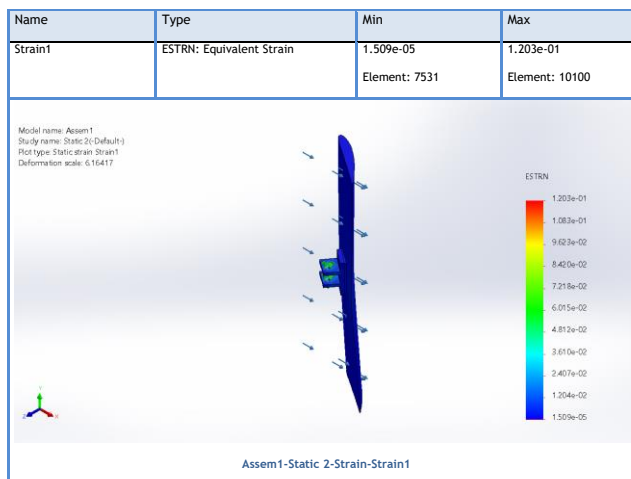 Name Type Min Max
Strain1 ESTRN: Equivalent Strain 1.509e-05 1.203e-01
Element: 7531 Element: 10100
Model name: Assem1
Study name: Static 2(-Default-)
Plot type: Static strain Strain1
Deformation scale: 6.16417
ESTRN
1.203e-01
1.083e-01
9.623e-02
8.420e-02
7.218e-02
6.015e-02
4.812e-02
3.610e-02
2.407e-02
1.204e-02
1.509e-05
Y
Z X
Assem1-Static 2-Strain-Strain1